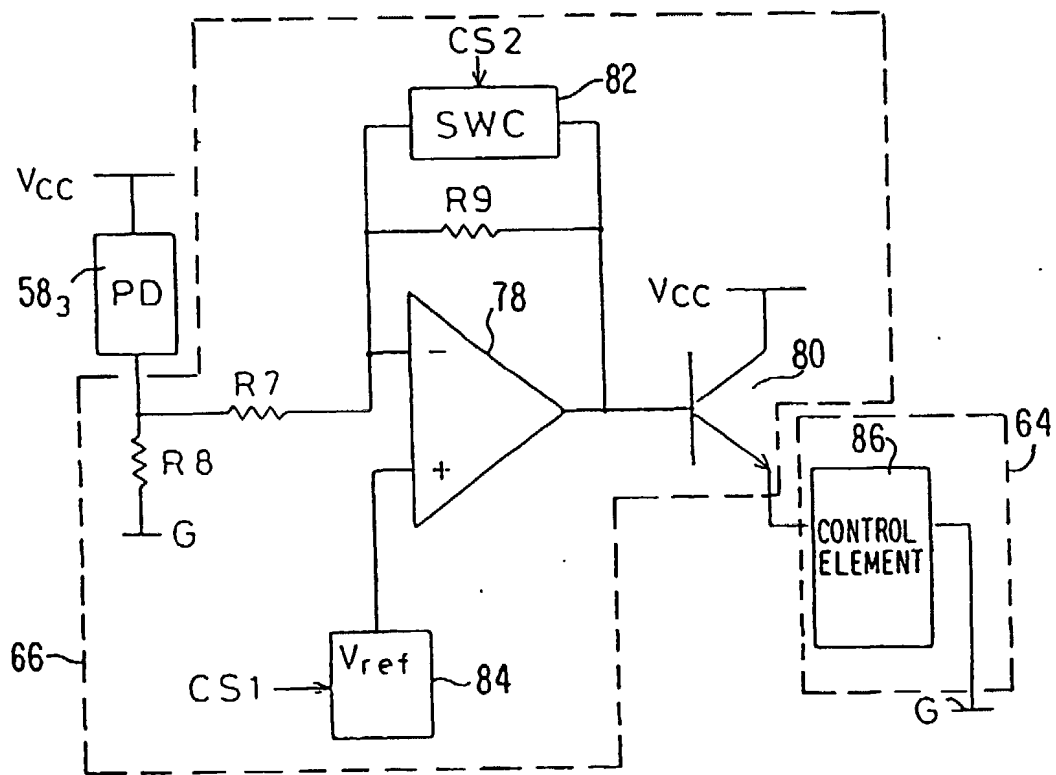 CS2
82
SWC
VCC
R9
58₃
PD
78
VCC
R7
80
R8
64
86
G
CONTROL
ELEMENT
66
Vref
84
CS1
G